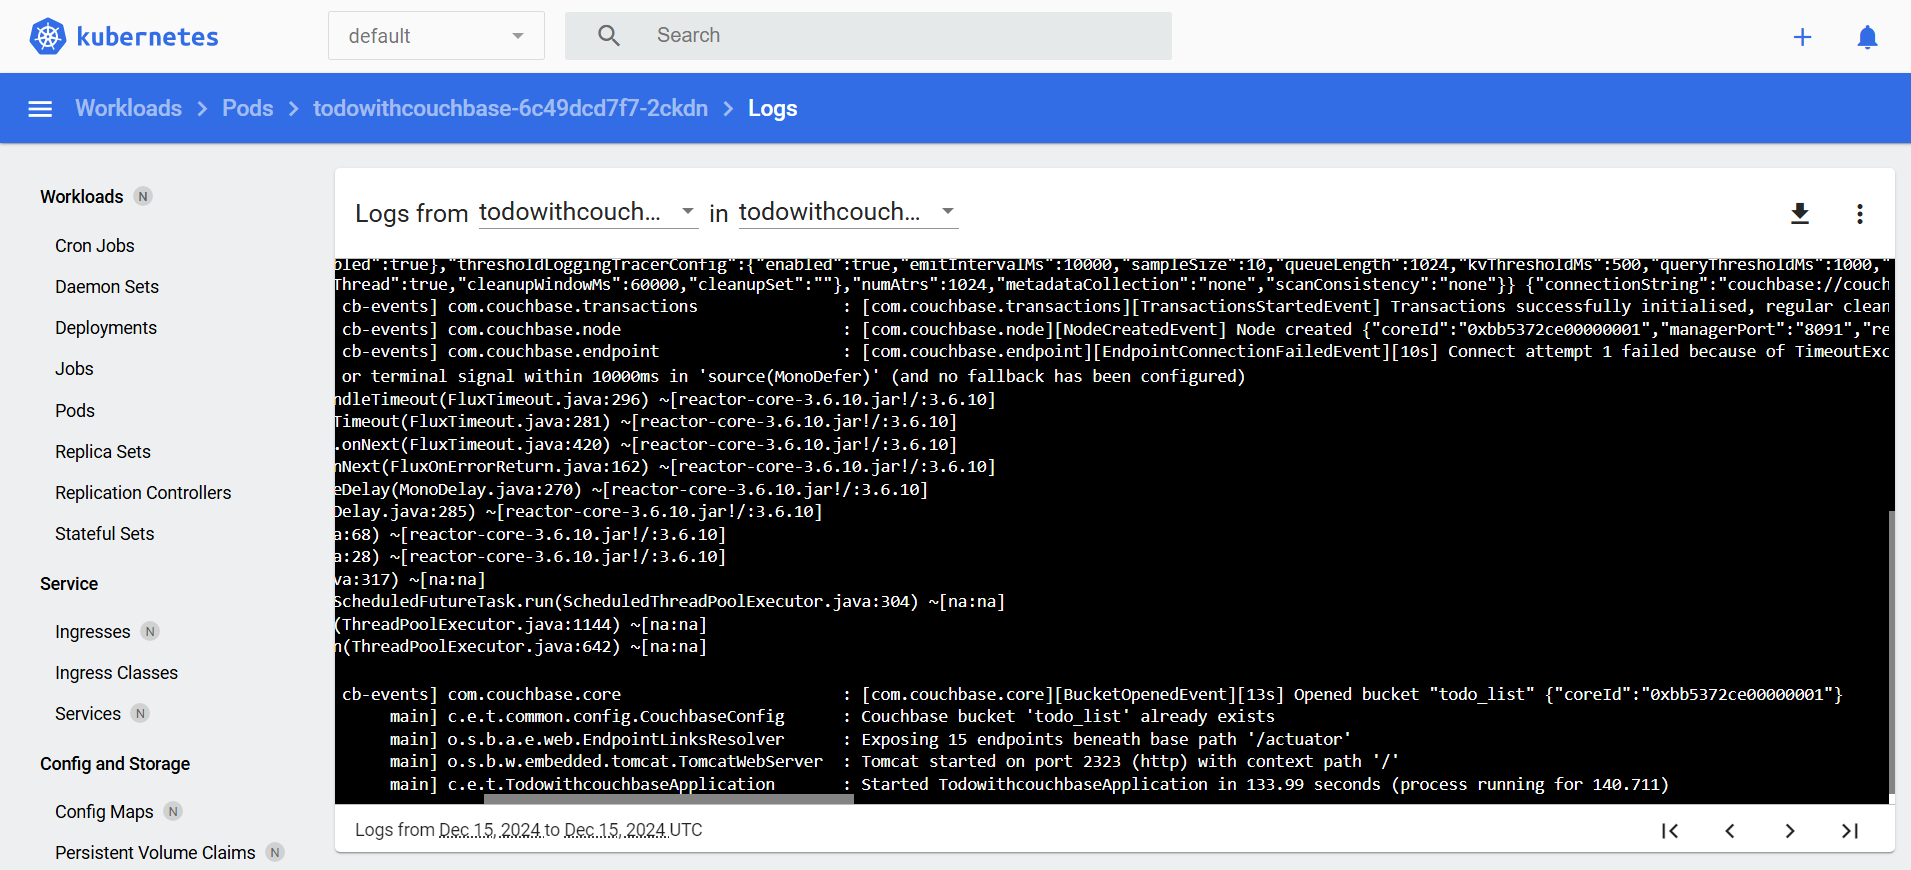 kubernetes
default
Search
Workloads > Pods > todowithcouchbase-6c49dcd7f7-2ckdn > Logs
Workloads N
Cron Jobs
Daemon Sets
Deployments
Jobs
Pods
Replica Sets
Replication Controllers
Stateful Sets
Service
Ingresses N
Ingress Classes
Services N
Config and Storage
Config Maps N
Persistent Volume Claims N
Logs from todowithcouch... in todowithcouch...
bled":true},"thresholdLoggingTracerConfig":{"enabled":true,"emitIntervalMs":10000,"sampleSize":10,"queueLength":1024,"kvThresholdMs":500,"queryThresholdMs":1000,"
Thread":true,"cleanupWindowMs":60000,"cleanupSet":""},"numAtrs":1024,"metadataCollection":"none","scanConsistency":"none"}} {"connectionString":"couchbase://couch
cb-events] com.couchbase.transactions : [com.couchbase.transactions][TransactionsStartedEvent] Transactions successfully initialised, regular clean
cb-events] com.couchbase.node : [com.couchbase.node][NodeCreatedEvent] Node created {"coreId":"0xbb5372ce00000001","managerPort":"8091","re
cb-events] com.couchbase.endpoint : [com.couchbase.endpoint][EndpointConnectionFailedEvent][10s] Connect attempt 1 failed because of TimeoutExc
or terminal signal within 10000ms in 'source(MonoDefer)' (and no fallback has been configured)
ndleTimeout(FluxTimeout.java:296) ~[reactor-core-3.6.10.jar!/:3.6.10]
Timeout(FluxTimeout.java:281) ~[reactor-core-3.6.10.jar!/:3.6.10]
.onNext(FluxTimeout.java:420) ~[reactor-core-3.6.10.jar!/:3.6.10]
nNext(FluxOnErrorReturn.java:162) ~[reactor-core-3.6.10.jar!/:3.6.10]
eDelay(MonoDelay.java:270) ~[reactor-core-3.6.10.jar!/:3.6.10]
Delay.java:285) ~[reactor-core-3.6.10.jar!/:3.6.10]
a:68) ~[reactor-core-3.6.10.jar!/:3.6.10]
a:28) ~[reactor-core-3.6.10.jar!/:3.6.10]
va:317) ~[na:na]
ScheduledFutureTask.run(ScheduledThreadPoolExecutor.java:304) ~[na:na]
(ThreadPoolExecutor.java:1144) ~[na:na]
n(ThreadPoolExecutor.java:642) ~[na:na]
cb-events] com.couchbase.core : [com.couchbase.core][BucketOpenedEvent][13s] Opened bucket "todo_list" {"coreId":"0xbb5372ce00000001"}
main] c.e.t.common.config.CouchbaseConfig : Couchbase bucket 'todo_list' already exists
main] o.s.b.a.e.web.EndpointLinksResolver : Exposing 15 endpoints beneath base path '/actuator'
main] o.s.b.w.embedded.tomcat.TomcatWebServer : Tomcat started on port 2323 (http) with context path '/'
main] c.e.t.TodowithcouchbaseApplication : Started TodowithcouchbaseApplication in 133.99 seconds (process running for 140.711)
Logs from Dec 15, 2024 to Dec 15, 2024 UTC